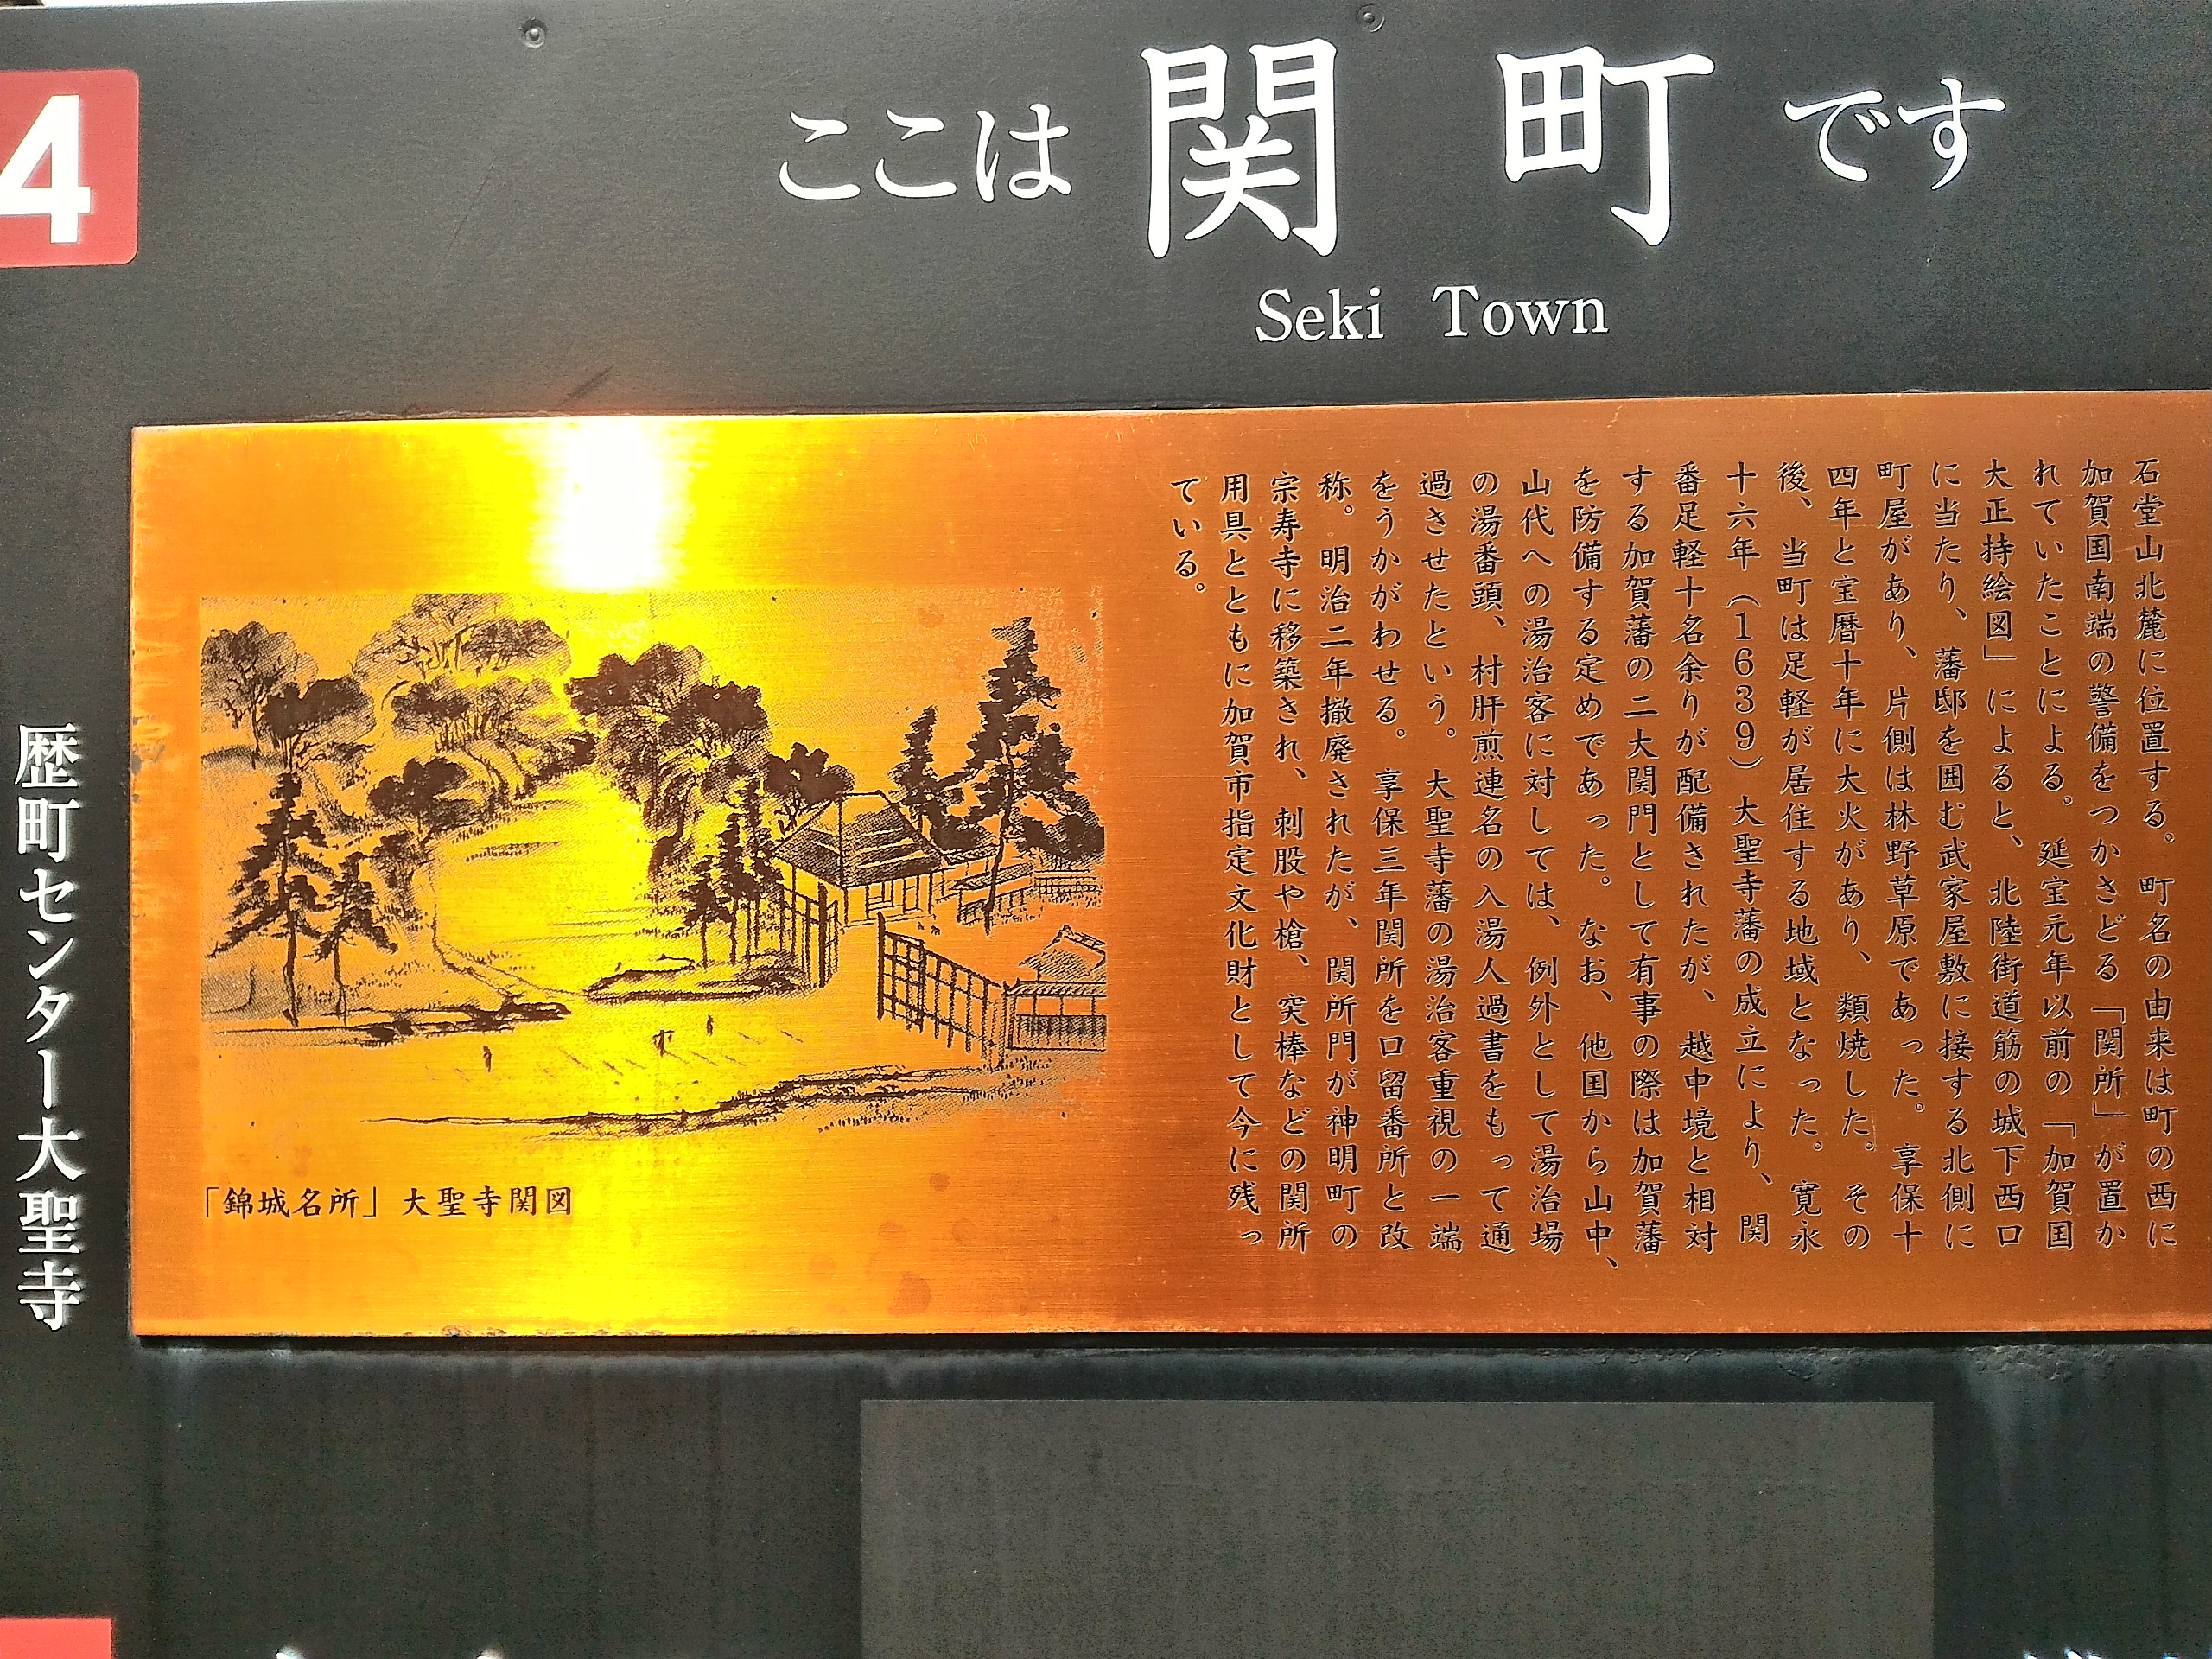 4
ここは 関町 です
Seki Town
石堂山北麓に位置する。町名の由来は町の西に
加賀国南端の警備をつかさどる「関所」が置か
れていたことによる。延宝元年以前の「加賀国
大正持絵図」によると、北陸街道筋の城下西口
に当たり、藩邸を囲む武家屋敷に接する北側に
町屋があり、片側は林野草原であった。享保十
四年と宝暦十年に大火があり、類焼した。その
後、当町は足軽が居住する地域となった。寛永
十六年（1639）大聖寺藩の成立により、関
番足軽十名余りが配備されたが、越中境と相対
する加賀藩の二大関門として有事の際は加賀藩
を防備する定めであった。なお、他国から山中、
山代への湯治客に対しては、例外として湯治場
の湯番頭、村肝煎連名の入湯人過書をもって通
過させたという。大聖寺藩の湯治客重視の一端
をうかがわせる。享保三年関所を口留番所と改
称。明治二年撤廃されたが、関所門が神明町の
宗寿寺に移築され、刺股や槍、突棒などの関所
用具とともに加賀市指定文化財として今に残っ
ている。
「錦城名所」大聖寺関図
歴町センター大聖寺